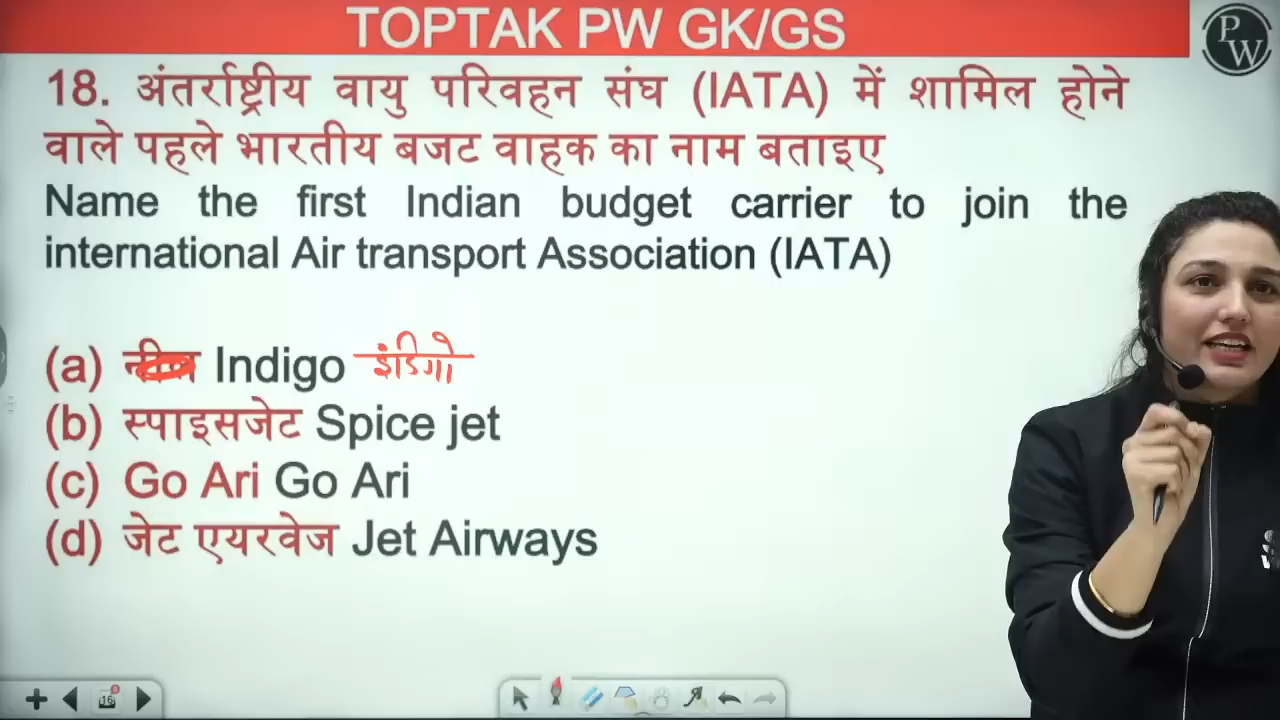 TOPTAK PW GK/GS
PW
18. अंतर्राष्ट्रीय वायु परिवहन संघ (IATA) में शामिल होने
वाले पहले भारतीय बजट वाहक का नाम बताइए
Name the first Indian budget carrier to join the
international Air transport Association (IATA)
(a) Indigo इंडिगो
(b) स्पाइसजेट Spice jet
(c) Go Ari Go Ari
(d) जेट एयरवेज Jet Airways
16